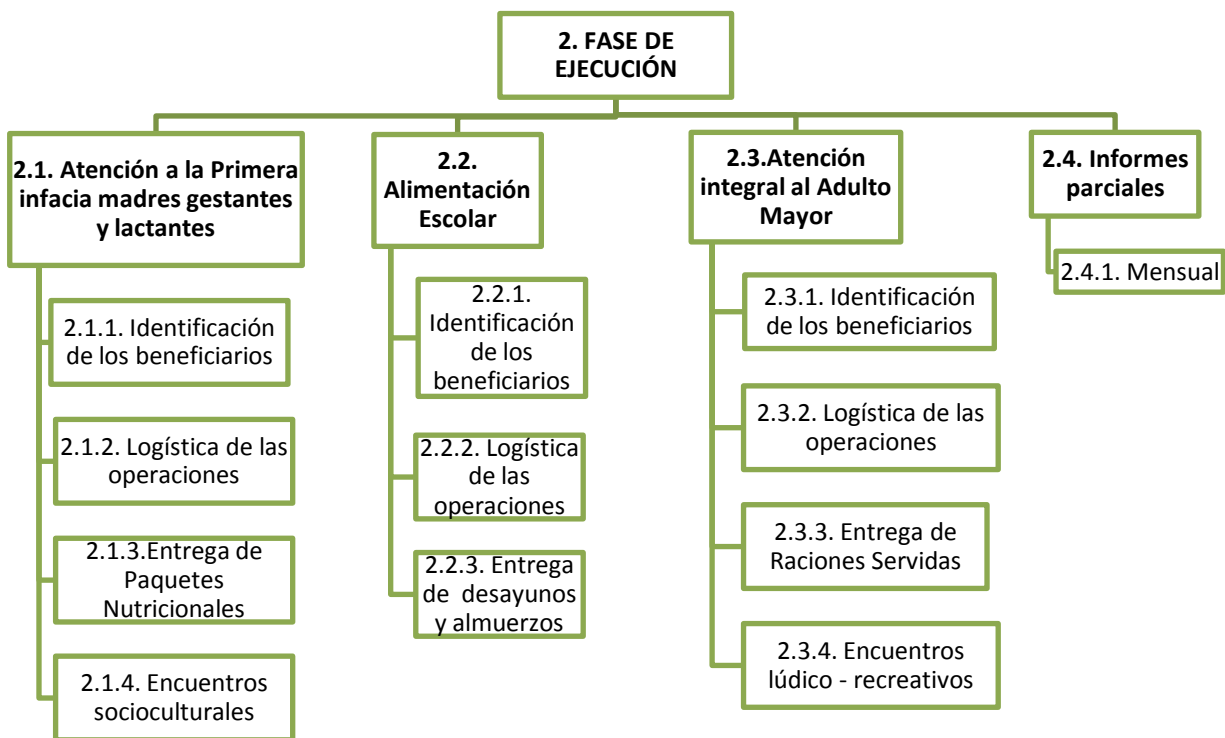 2. FASE DE
EJECUCIÓN
2.1. Atención a la Primera
infacia madres gestantes
y lactantes
2.1.1. Identificación
de los beneficiarios
2.1.2. Logística de las
operaciones
2.1.3.Entrega de
Paquetes
Nutricionales
2.1.4. Encuentros
socioculturales
2.2.
Alimentación
Escolar
2.2.1.
Identificación
de los
beneficiarios
2.2.2. Logística
de las
operaciones
2.2.3. Entrega
de desayunos
y almuerzos
2.3.Atención
integral al Adulto
Mayor
2.3.1. Identificación
de los beneficiarios
2.3.2. Logística de las
operaciones
2.3.3. Entrega de
Raciones Servidas
2.3.4. Encuentros
lúdico - recreativos
2.4. Informes
parciales
2.4.1. Mensual